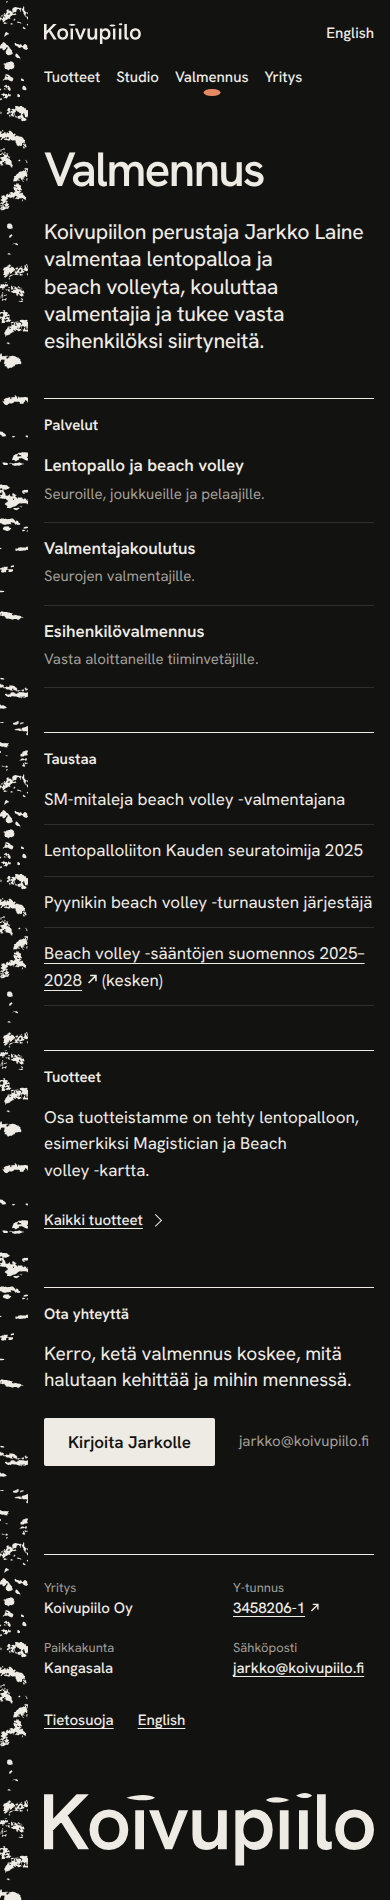 Koivupiilo
English
Tuotteet Studio Valmennus Yritys
Valmennus
Koivupiilon perustaja Jarkko Laine
valmentaa lentopalloa ja
beach volleyta, kouluttaa
valmentajia ja tukee vasta
esihenkilöksi siirtyneitä.
Palvelut
Lentopallo ja beach volley
Seuroille, joukkueille ja pelaajille.
Valmentajakoulutus
Seurojen valmentajille.
Esihenkilövalmennus
Vasta aloittaneille tiiminvetäjille.
Taustaa
SM-mitaleja beach volley -valmentajana
Lentopalloliiton Kauden seuratoimija 2025
Pyynikin beach volley -turnausten järjestäjä
Beach volley -sääntöjen suomennos 2025–
2028 ↗ (kesken)
Tuotteet
Osa tuotteistamme on tehty lentopalloon,
esimerkiksi Magistician ja Beach
volley -kartta.
Kaikki tuotteet
Ota yhteyttä
Kerro, ketä valmennus koskee, mitä
halutaan kehittää ja mihin mennessä.
Kirjoita Jarkolle jarkko@koivupiilo.fi
Yritys
Koivupiilo Oy
Y-tunnus
3458206-1 ↗
Paikkakunta
Kangasala
Sähköposti
jarkko@koivupiilo.fi
Tietosuoja English
Koivupiilo